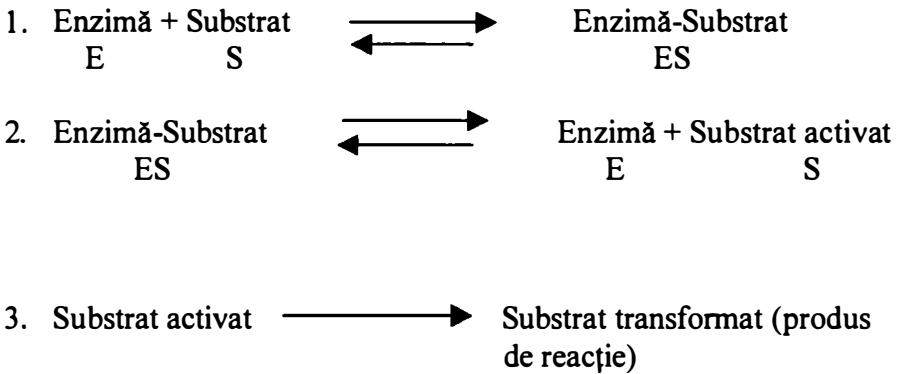 1. Enzimă + Substrat Enzimă-Substrat
E S ES
2. Enzimă-Substrat Enzimă + Substrat activat
ES E S
3. Substrat activat Substrat transformat (produs
de reacție)